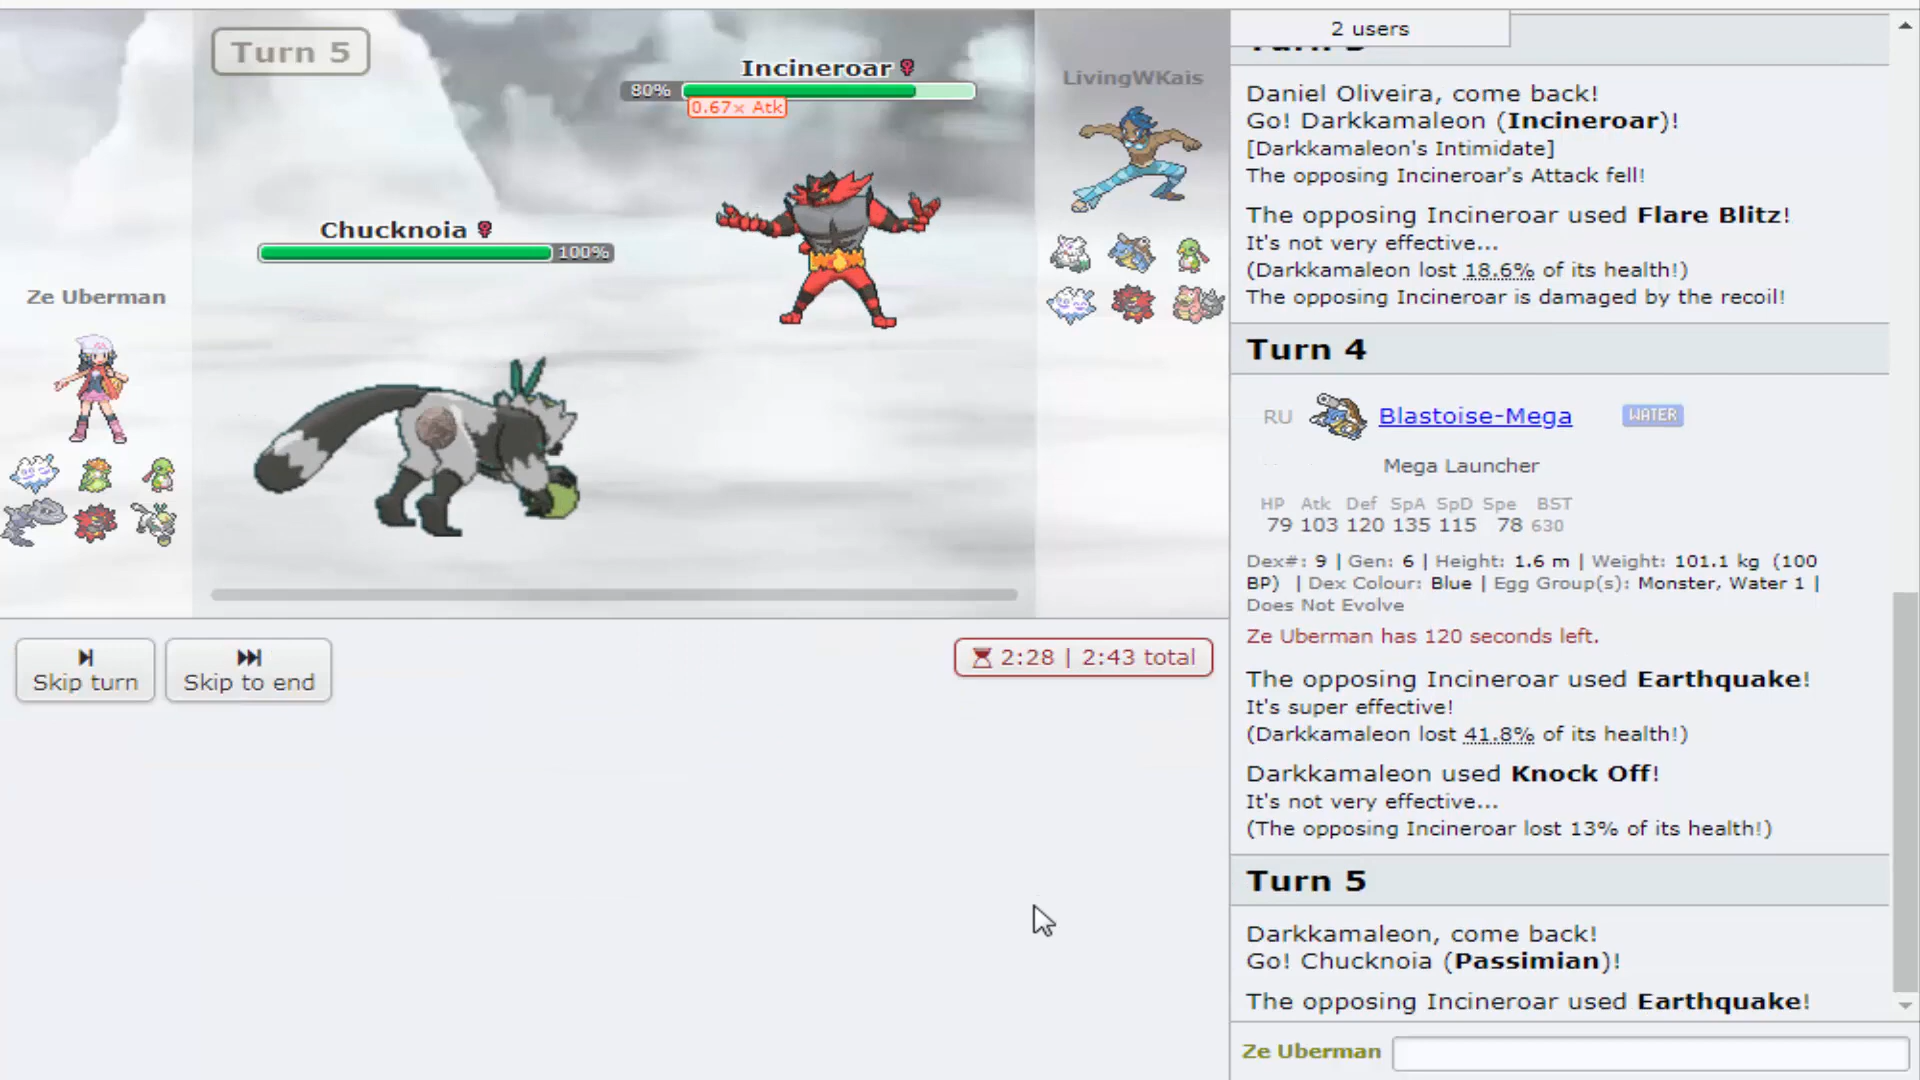 Turn 5
Incineroar
80%
0.67× Atk
Chucknoia
100%
Ze Uberman
LivingWKais
Skip turn
Skip to end
2:28 | 2:43 total
2 users
Daniel Oliveira, come back!
Go! Darkkamaleon (Incineroar)!
[Darkkamaleon's Intimidate]
The opposing Incineroar's Attack fell!
The opposing Incineroar used Flare Blitz!
It's not very effective...
(Darkkamaleon lost 18.6% of its health!)
The opposing Incineroar is damaged by the recoil!
Turn 4
RU Blastoise-Mega WATER
Mega Launcher
HP Atk Def SpA SpD Spe BST
79 103 120 135 115 78 630
Dex#: 9 | Gen: 6 | Height: 1.6 m | Weight: 101.1 kg (100
BP) | Dex Colour: Blue | Egg Group(s): Monster, Water 1 |
Does Not Evolve
Ze Uberman has 120 seconds left.
The opposing Incineroar used Earthquake!
It's super effective!
(Darkkamaleon lost 41.8% of its health!)
Darkkamaleon used Knock Off!
It's not very effective...
(The opposing Incineroar lost 13% of its health!)
Turn 5
Darkkamaleon, come back!
Go! Chucknoia (Passimian)!
The opposing Incineroar used Earthquake!
Ze Uberman